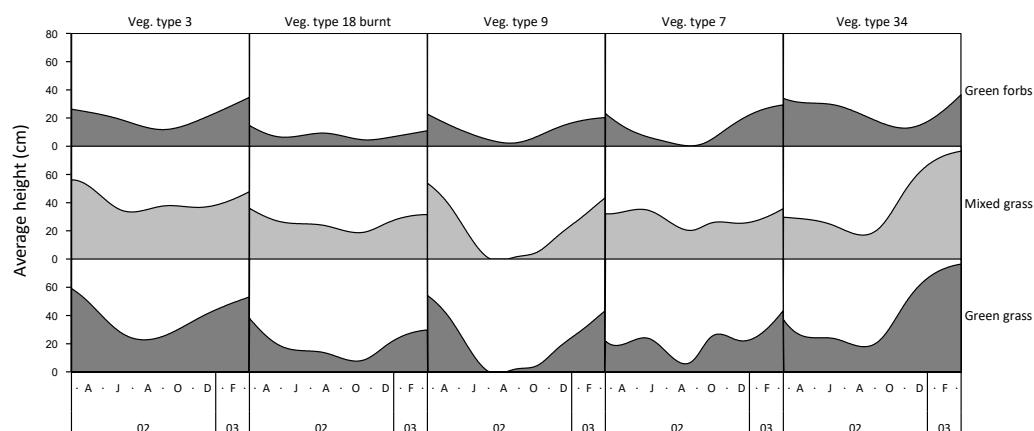 Veg. type 3 Veg. type 18 burnt Veg. type 9 Veg. type 7 Veg. type 34
Average height (cm)
80
60
40
20
0
Green forbs
60
40
20
0
Mixed grass
60
40
20
0
Green grass
· A · J · A · O · D · F · · A · J · A · O · D · F · · A · J · A · O · D · F · · A · J · A · O · D · F · · A · J · A · O · D · F ·
02 03 02 03 02 03 02 03 02 03